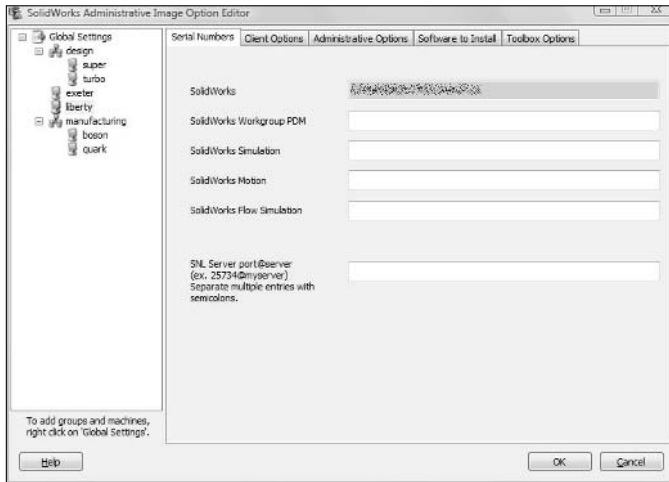 SolidWorks Administrative Image Option Editor
Global Settings
design
super
turbo
exeter
liberty
manufacturing
boson
quark
To add groups and machines,
right click on 'Global Settings'.
Serial Numbers Client Options Administrative Options Software to Install Toolbox Options
SolidWorks
SolidWorks Workgroup PDM
SolidWorks Simulation
SolidWorks Motion
SolidWorks Flow Simulation
SNL Server port@server
(ex. 25734@myserver)
Separate multiple entries with
semicolons.
Help OK Cancel